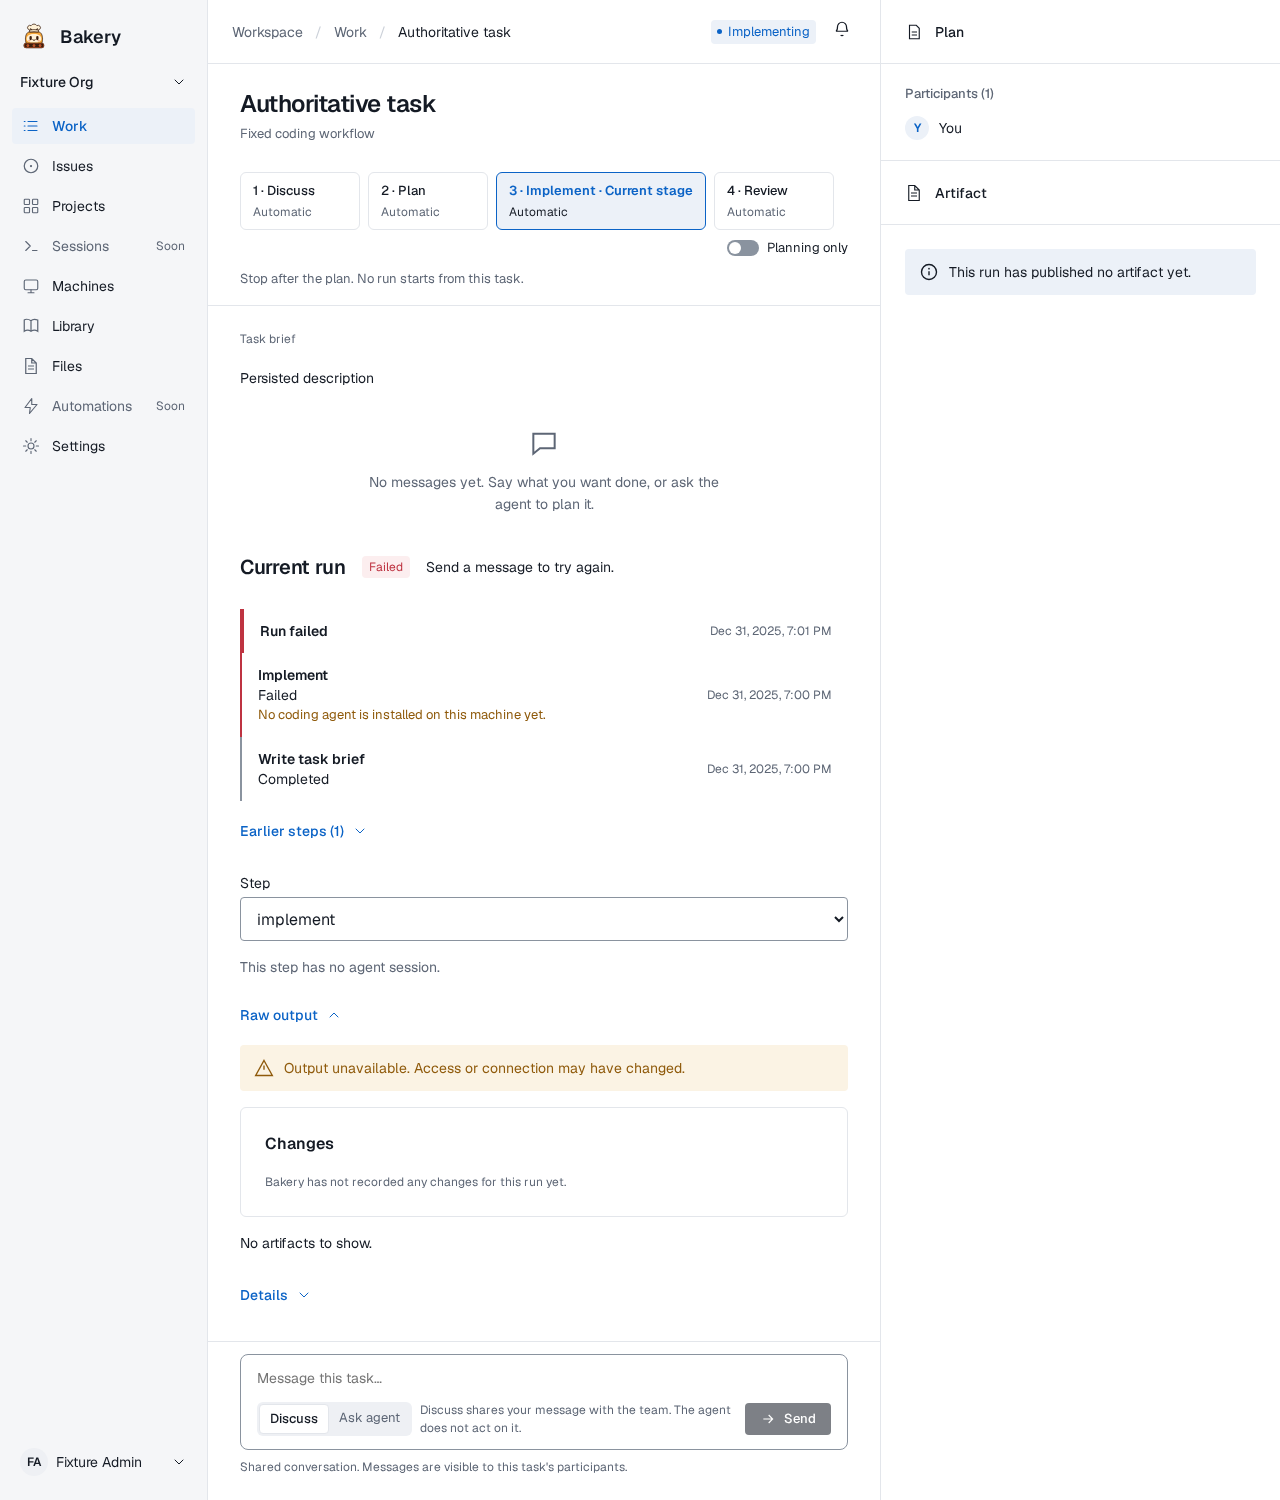 Bakery
Fixture Org
Work
Issues
Projects
Sessions Soon
Machines
Library
Files
Automations Soon
Settings
FA Fixture Admin
Workspace / Work / Authoritative task
Implementing
Authoritative task
Fixed coding workflow
1 · Discuss
Automatic
2 · Plan
Automatic
3 · Implement · Current stage
Automatic
4 · Review
Automatic
Planning only
Stop after the plan. No run starts from this task.
Task brief
Persisted description
No messages yet. Say what you want done, or ask the
agent to plan it.
Current run Failed Send a message to try again.
Run failed Dec 31, 2025, 7:01 PM
Implement
Failed Dec 31, 2025, 7:00 PM
No coding agent is installed on this machine yet.
Write task brief
Completed Dec 31, 2025, 7:00 PM
Earlier steps (1)
Step
implement
This step has no agent session.
Raw output
Output unavailable. Access or connection may have changed.
Changes
Bakery has not recorded any changes for this run yet.
No artifacts to show.
Details
Message this task...
Discuss Ask agent
Discuss shares your message with the team. The agent
does not act on it.
Send
Shared conversation. Messages are visible to this task's participants.
Plan
Participants (1)
Y You
Artifact
This run has published no artifact yet.